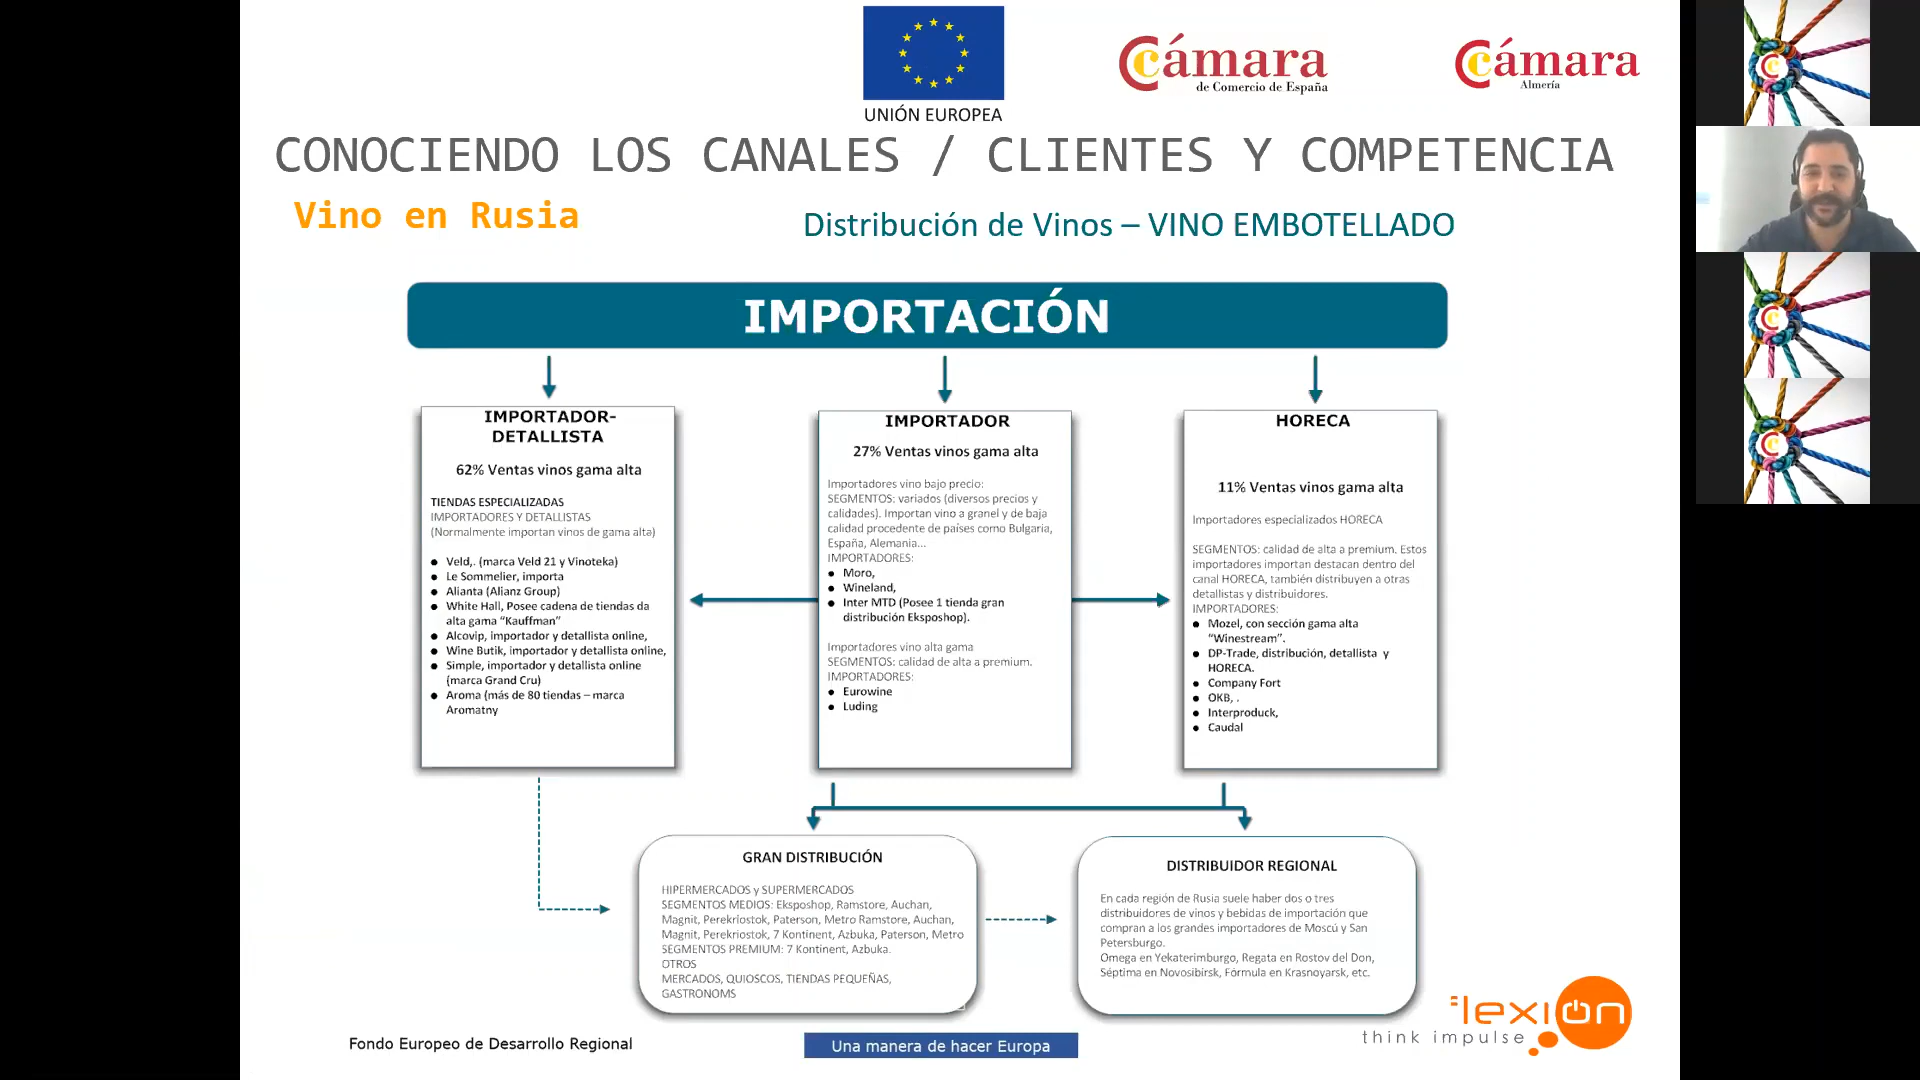 UNIÓN EUROPEA
Cámara
de Comercio de España
Cámara
Almería
CONOCIENDO LOS CANALES / CLIENTES Y COMPETENCIA
Vino en Rusia
Distribución de Vinos – VINO EMBOTELLADO
IMPORTACIÓN
IMPORTADOR-
DETALLISTA
62% Ventas vinos gama alta
TIENDAS ESPECIALIZADAS
IMPORTADORES Y DETALLISTAS
(Normalmente importan vinos de gama alta)
● Veld,. (marca Veld 21 y Vinoteka)
● Le Sommelier, importa
● Alianta (Alianz Group)
● White Hall, Posee cadena de tiendas da
alta gama “Kauffman”
● Alcovip, importador y detallista online,
● Wine Butik, importador y detallista online,
● Simple, importador y detallista online
(marca Grand Cru)
● Aroma (más de 80 tiendas – marca
Aromatny
IMPORTADOR
27% Ventas vinos gama alta
Importadores vino bajo precio:
SEGMENTOS: variados (diversos precios y
calidades). Importan vino a granel y de baja
calidad procedente de países como Bulgaria,
España, Alemania...
IMPORTADORES:
● Moro,
● Wineland,
● Inter MTD (Posee 1 tienda gran
distribución Eksposhop).
Importadores vino alta gama
SEGMENTOS: calidad de alta a premium.
IMPORTADORES:
● Eurowine
● Luding
HORECA
11% Ventas vinos gama alta
Importadores especializados HORECA
SEGMENTOS: calidad de alta a premium. Estos
importadores importan destacan dentro del
canal HORECA, también distribuyen a otras
detallistas y distribuidores.
IMPORTADORES:
● Mozel, con sección gama alta
“Winestream”.
● DP-Trade, distribución, detallista y
HORECA.
● Company Fort
● OKB, .
● Interproduck,
● Caudal
GRAN DISTRIBUCIÓN
HIPERMERCADOS y SUPERMERCADOS
SEGMENTOS MEDIOS: Eksposhop, Ramstore, Auchan,
Magnit, Perekriostok, Paterson, Metro Ramstore, Auchan,
Magnit, Perekriostok, 7 Kontinent, Azbuka, Paterson, Metro
SEGMENTOS PREMIUM: 7 Kontinent, Azbuka.
OTROS
MERCADOS, QUIOSCOS, TIENDAS PEQUEÑAS,
GASTRONOMS
DISTRIBUIDOR REGIONAL
En cada región de Rusia suele haber dos o tres
distribuidores de vinos y bebidas de importación que
compran a los grandes importadores de Moscú y San
Petersburgo.
Omega en Yekaterimburgo, Regata en Rostov del Don,
Séptima en Novosibirsk, Fórmula en Krasnoyarsk, etc.
Fondo Europeo de Desarrollo Regional
Una manera de hacer Europa
flexión
think impulse